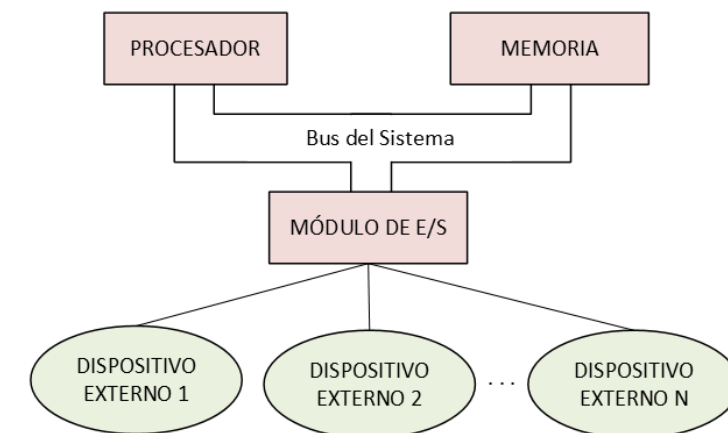 PROCESADOR
MEMORIA
Bus del Sistema
MÓDULO DE E/S
DISPOSITIVO
EXTERNO 1
DISPOSITIVO
EXTERNO 2
...
DISPOSITIVO
EXTERNO N